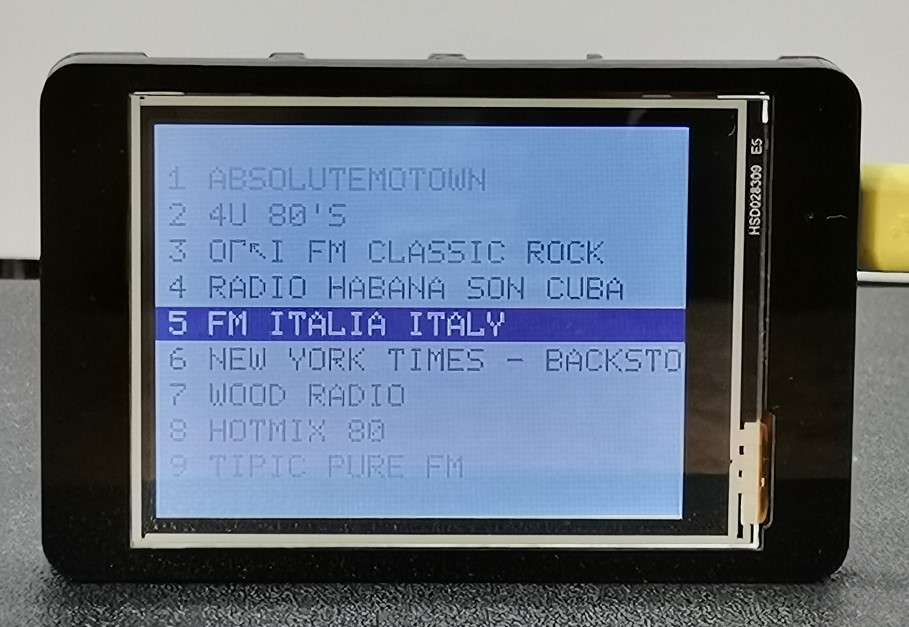 1 ABSOLUTEMOTOWN
2 4U 80'S
3 ОГ↖I FM CLASSIC ROCK
4 RADIO HABANA SON CUBA
5 FM ITALIA ITALY
6 NEW YORK TIMES - BACKSTO
7 WOOD RADIO
8 HOTMIX 80
9 TIPIC PURE FM
HSD028309 E5